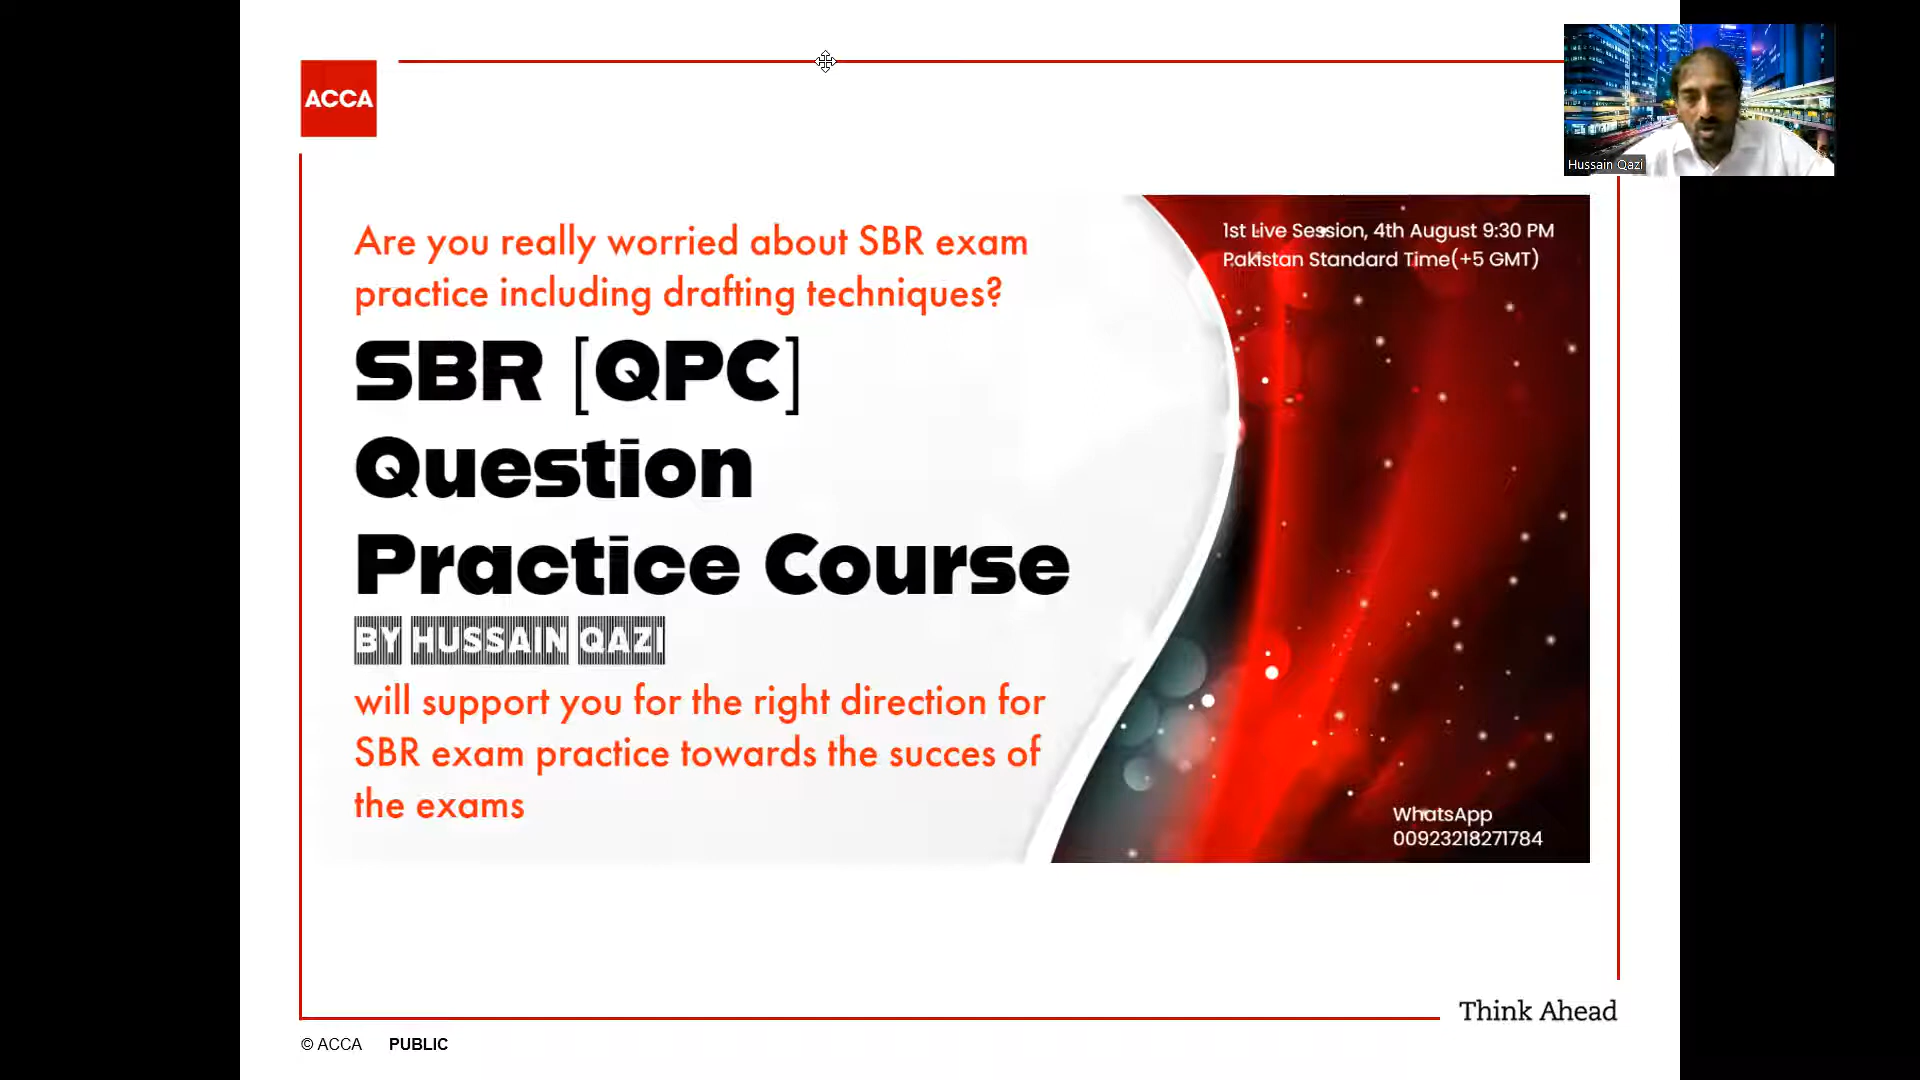 ACCA
Hussain Qazi
Are you really worried about SBR exam
practice including drafting techniques?
SBR [QPC]
Question
Practice Course
BY HUSSAIN QAZI
will support you for the right direction for
SBR exam practice towards the succes of
the exams
1st Live Session, 4th August 9:30 PM
Pakistan Standard Time(+5 GMT)
WhatsApp
00923218271784
Think Ahead
© ACCA PUBLIC